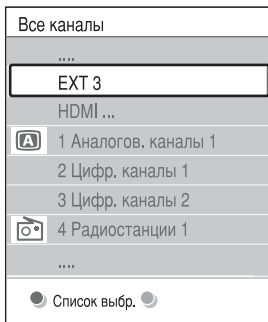 Все каналы
....
EXT 3
HDMI ...
A 1 Аналогов. каналы 1
2 Цифр. каналы 1
3 Цифр. каналы 2
4 Радиостанции 1
....
Список выбр.